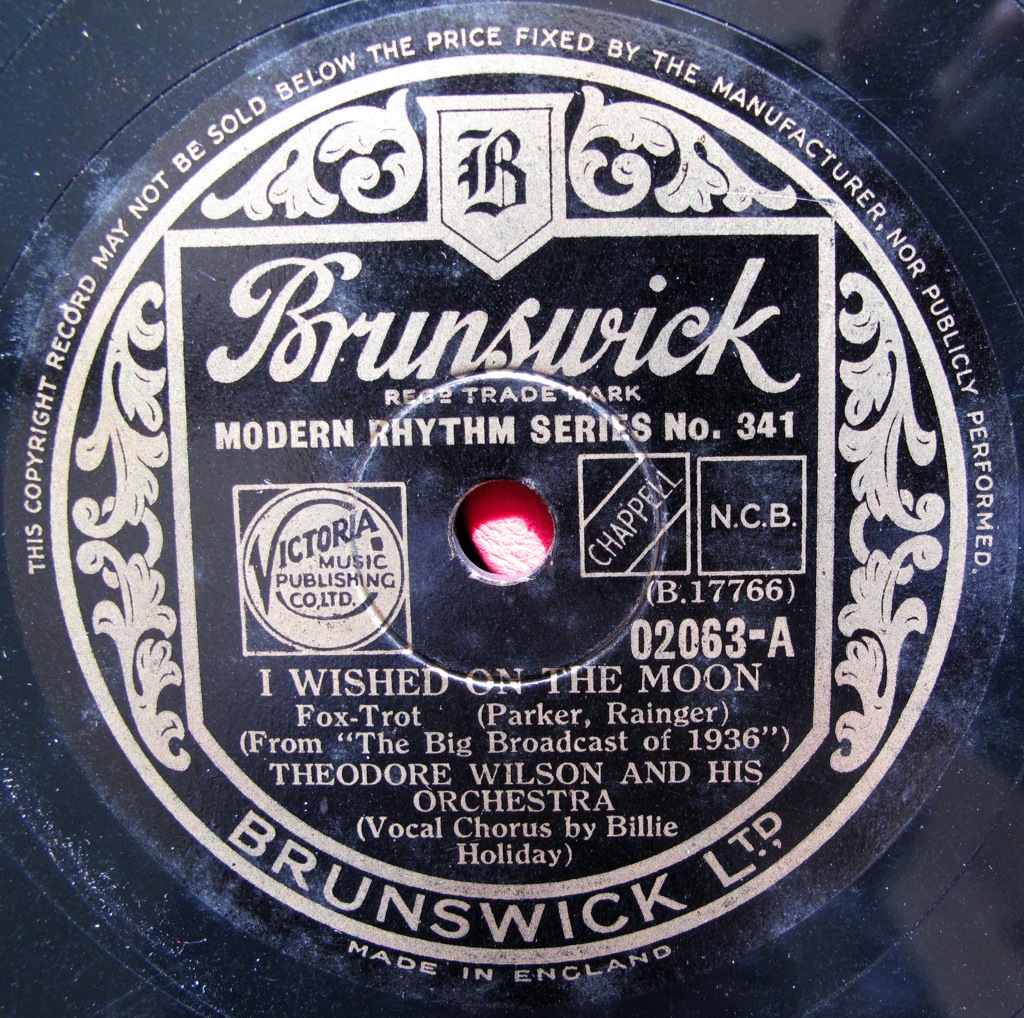 THIS COPYRIGHT RECORD MAY NOT BE SOLD BELOW THE PRICE FIXED BY THE MANUFACTURER, NOR PUBLICLY PERFORMED.
B
Brunswick
REGD TRADE MARK
MODERN RHYTHM SERIES No. 341
VICTORIA
MUSIC
PUBLISHING
CO., LTD.
CHAPPELL
N.C.B.
(B.17766)
02063-A
I WISHED ON THE MOON
Fox-Trot (Parker, Rainger)
(From "The Big Broadcast of 1936")
THEODORE WILSON AND HIS
ORCHESTRA
(Vocal Chorus by Billie
Holiday)
BRUNSWICK LTD.
MADE IN ENGLAND